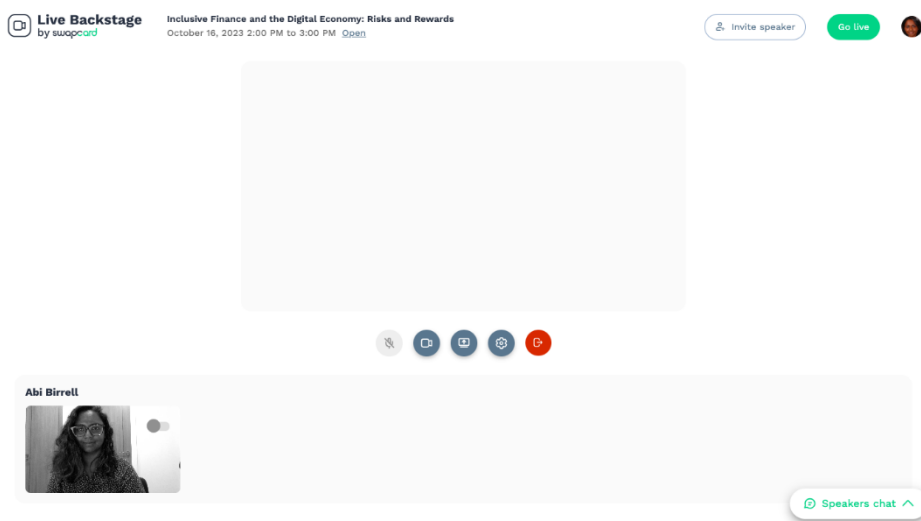 Live Backstage
by swapcard
Inclusive Finance and the Digital Economy: Risks and Rewards
October 16, 2023 2:00 PM to 3:00 PM Open
Invite speaker
Go live
Abi Birrell
Speakers chat